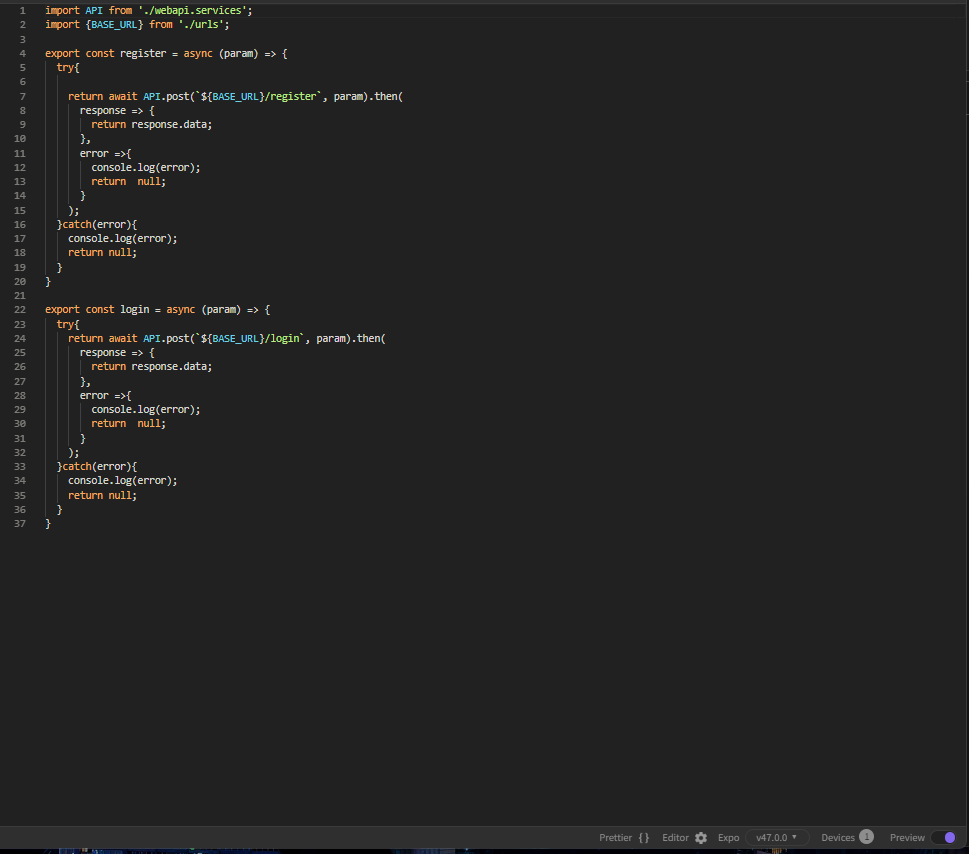 1 import API from './webapi.services';
2 import {BASE_URL} from './urls';
3
4 export const register = async (param) => {
5 try{
6
7 return await API.post(`${BASE_URL}/register`, param).then(
8 response => {
9 return response.data;
10 },
11 error =>{
12 console.log(error);
13 return  null;
14 }
15 );
16 }catch(error){
17 console.log(error);
18 return null;
19 }
20 }
21
22 export const login = async (param) => {
23 try{
24 return await API.post(`${BASE_URL}/login`, param).then(
25 response => {
26 return response.data;
27 },
28 error =>{
29 console.log(error);
30 return  null;
31 }
32 );
33 }catch(error){
34 console.log(error);
35 return null;
36 }
37 }
Prettier {} Editor Expo v47.0.0 Devices 1 Preview